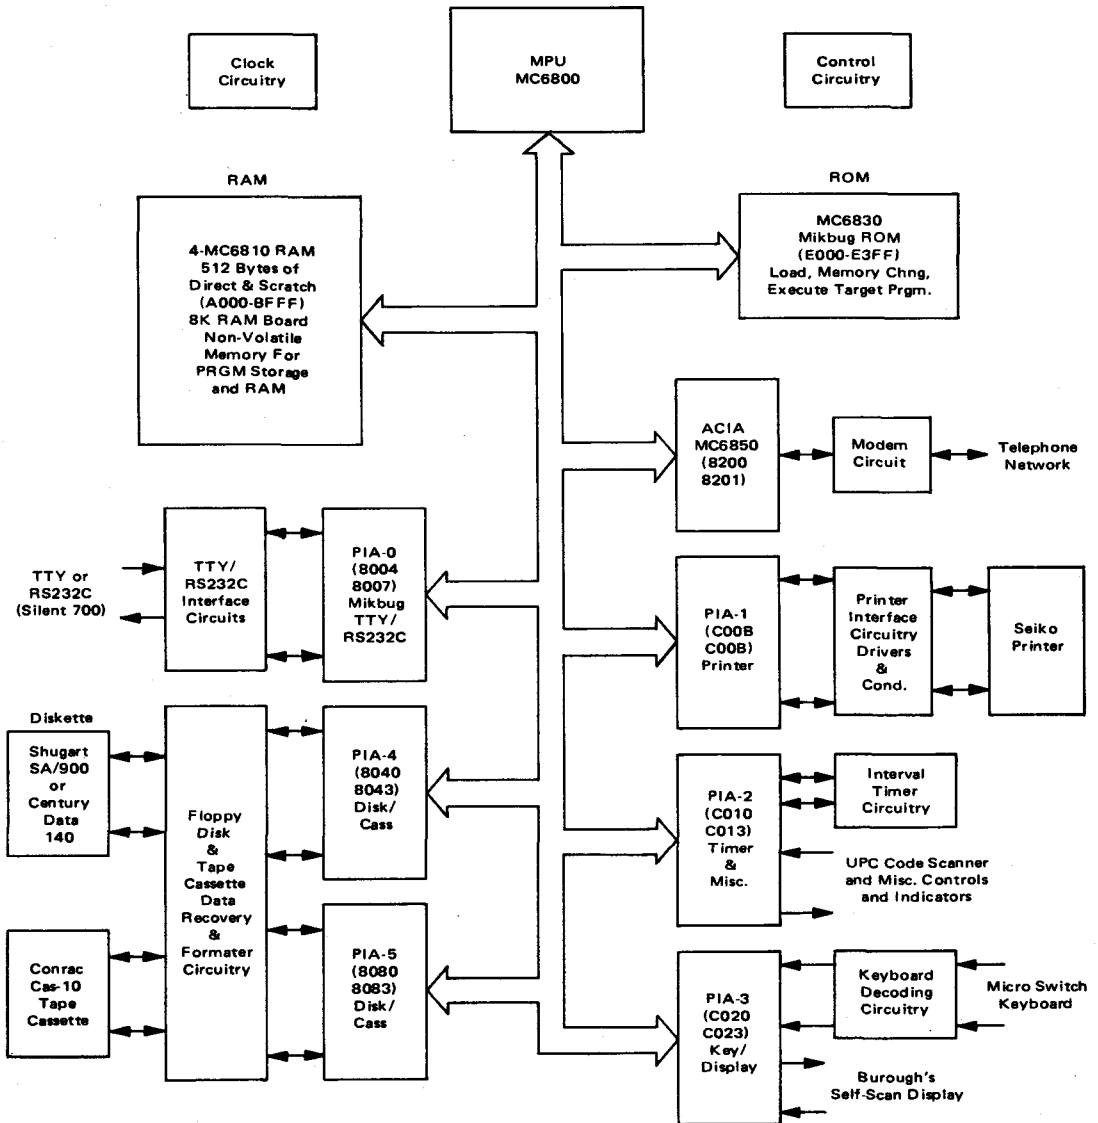 Clock
Circuitry
MPU
MC6800
Control
Circuitry
RAM
4-MC6810 RAM
512 Bytes of
Direct & Scratch
(A000-BFFF)
8K RAM Board
Non-Volatile
Memory For
PRGM Storage
and RAM
ROM
MC6830
Mikbug ROM
(E000-E3FF)
Load, Memory Chng,
Execute Target Prgm.
ACIA
MC6850
(8200
8201)
Modem
Circuit
Telephone
Network
TTY or
RS232C
(Silent 700)
TTY/
RS232C
Interface
Circuits
PIA-0
(8004
8007)
Mikbug
TTY/
RS232C
PIA-1
(C00B
C00B)
Printer
Printer
Interface
Circuitry
Drivers
&
Cond.
Seiko
Printer
Diskette
Shugart
SA/900
or
Century
Data
140
Floppy
Disk
&
Tape
Cassette
Data
Recovery
&
Formater
Circuitry
PIA-4
(8040
8043)
Disk/
Cass
PIA-2
(C010
C013)
Timer
&
Misc.
Interval
Timer
Circuitry
UPC Code Scanner
and Misc. Controls
and Indicators
Conrac
Cas-10
Tape
Cassette
PIA-5
(8080
8083)
Disk/
Cass
PIA-3
(C020
C023)
Key/
Display
Keyboard
Decoding
Circuitry
Micro Switch
Keyboard
Burough's
Self-Scan Display